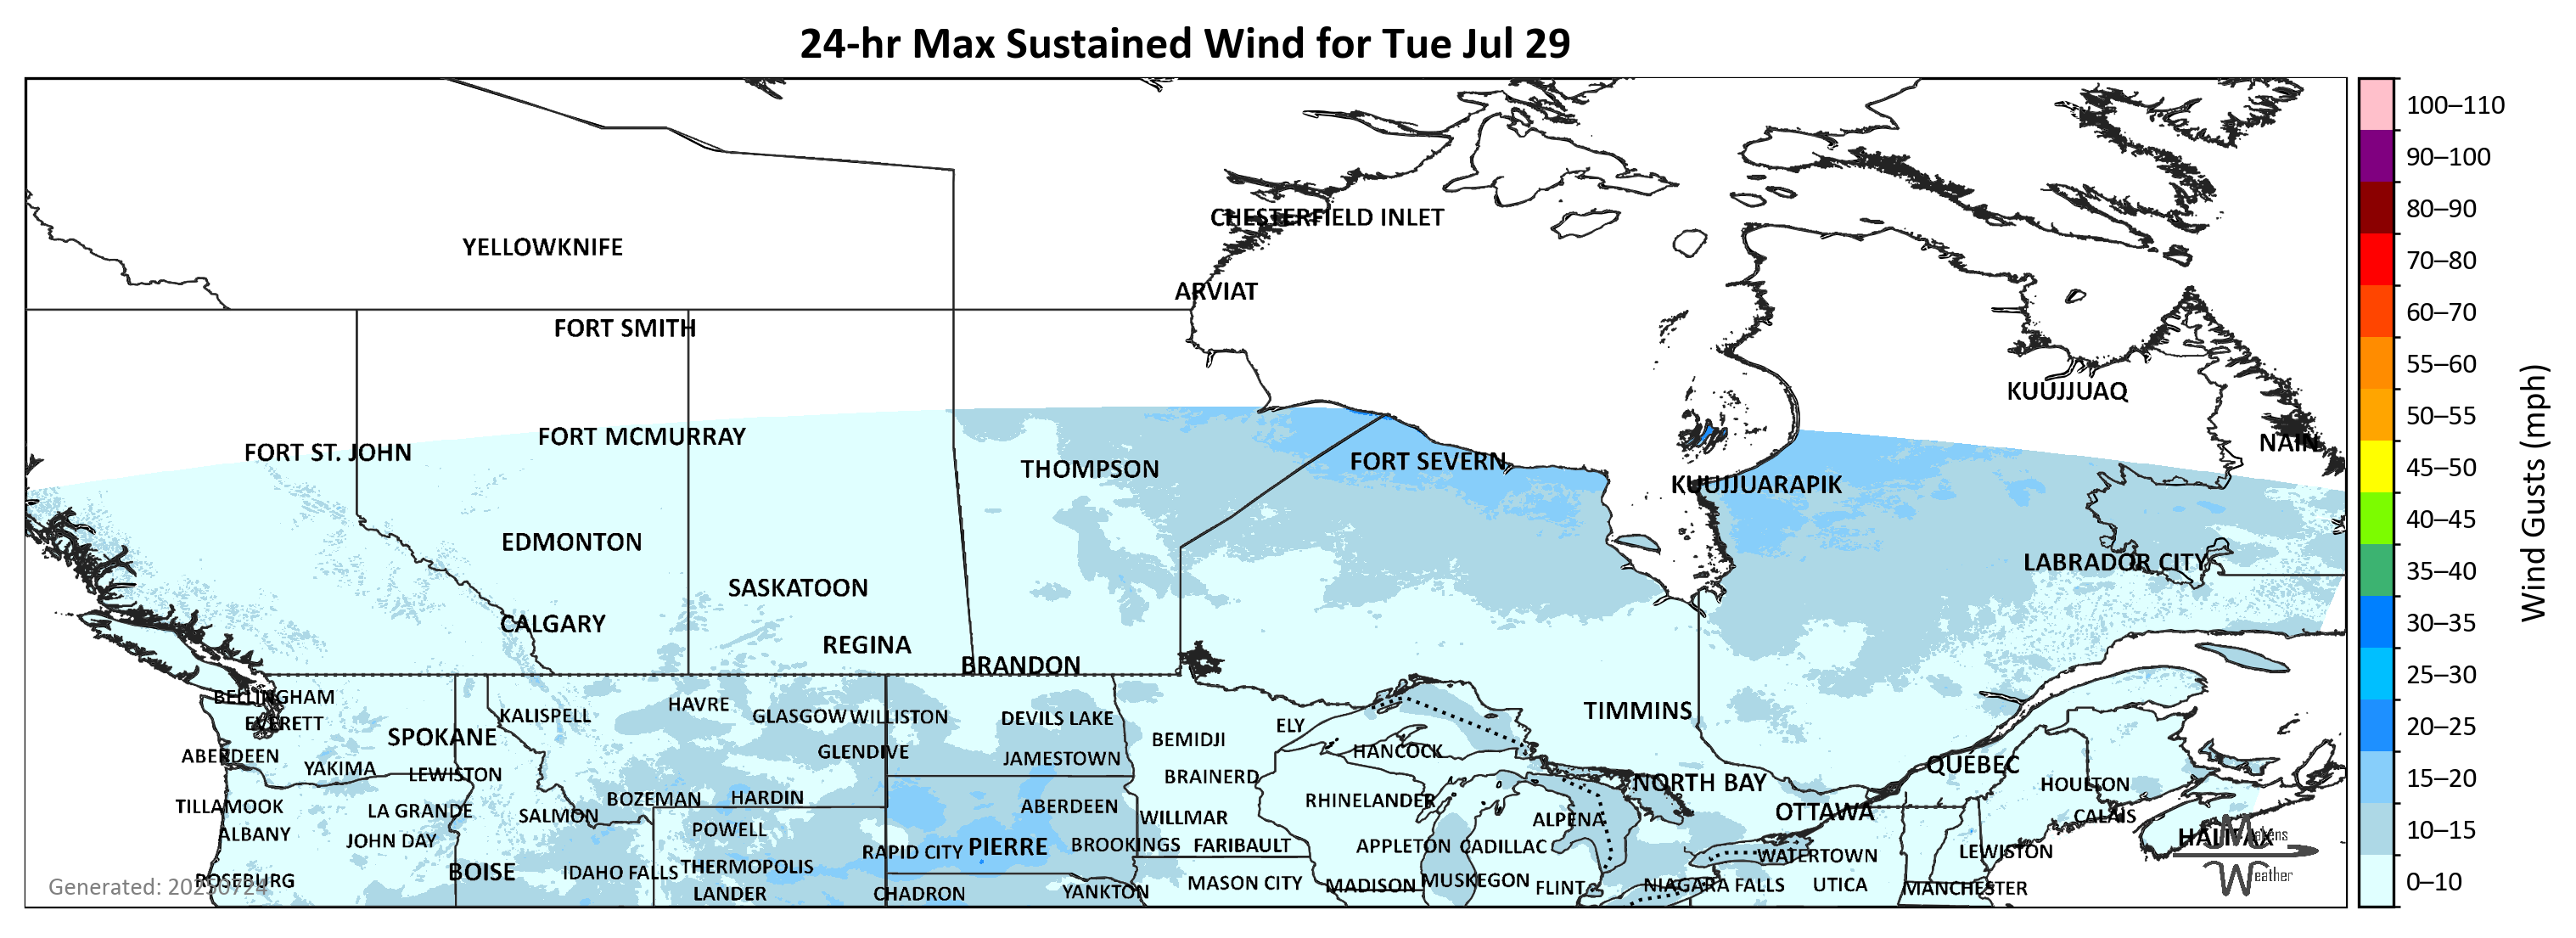 24-hr Max Sustained Wind for Tue Jul 29
100–110
90–100
80–90
70–80
60–70
55–60
50–55
45–50
40–45
35–40
30–35
25–30
20–25
15–20
10–15
0–10
Wind Gusts (mph)
CHESTERFIELD INLET
YELLOWKNIFE
ARVIAT
FORT SMITH
KUUJJUAQ
FORT MCMURRAY
NAIN
FORT ST. JOHN
FORT SEVERN
THOMPSON
KUUJJUARAPIK
EDMONTON
LABRADOR CITY
SASKATOON
CALGARY
REGINA
BRANDON
BELLINGHAM
HAVRE
TIMMINS
KALISPELL
GLASGOW
WILLISTON
DEVILS LAKE
EVERETT
ELY
SPOKANE
BEMIDJI
GLENDIVE
HANCOCK
ABERDEEN
JAMESTOWN
QUÉBEC
YAKIMA
LEWISTON
BRAINERD
NORTH BAY
HOULTON
BOZEMAN
HARDIN
RHINELANDER
TILLAMOOK
LA GRANDE
ABERDEEN
OTTAWA
SALMON
WILLMAR
ALPENA
CALAIS
ALBANY
POWELL
HALIFAX
JOHN DAY
PIERRE
BROOKINGS
FARIBAULT
APPLETON
CADILLAC
RAPID CITY
WATERTOWN
LEWISTON
BOISE
IDAHO FALLS
THERMOPOLIS
ROSEBURG
MASON CITY
MADISON
MUSKEGON
FLINT
NIAGARA FALLS
UTICA
MANCHESTER
LANDER
CHADRON
YANKTON
Generated: 20250724
Makens
Weather